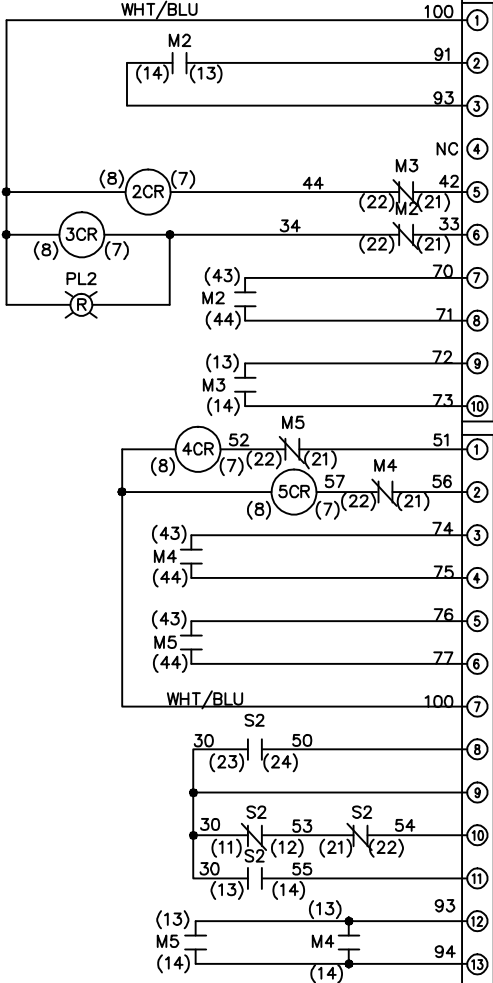 WHT/BLU 100 1
M2 91 2
(14) (13)
93 3
NC 4
(8) 2CR (7) 44 M3 42 5
(22) (21)
(8) 3CR (7) 34 M2 33 6
(22) (21)
PL2
R
(43) 70 7
M2
(44) 71 8
(13) 72 9
M3
(14) 73 10
M5
(8) 4CR (7) 52 (22) (21) 51 1
M4
(8) 5CR (7) 57 (22) (21) 56 2
(43) 74 3
M4
(44) 75 4
(43) 76 5
M5
(44) 77 6
WHT/BLU 100 7
S2
30 50 8
(23) (24)
9
S2 S2
30 53 54 10
(11) (12) (21) (22)
S2
30 55 11
(13) (14)
(13) (13) 93 12
M5 M4
(14) (14) 94 13